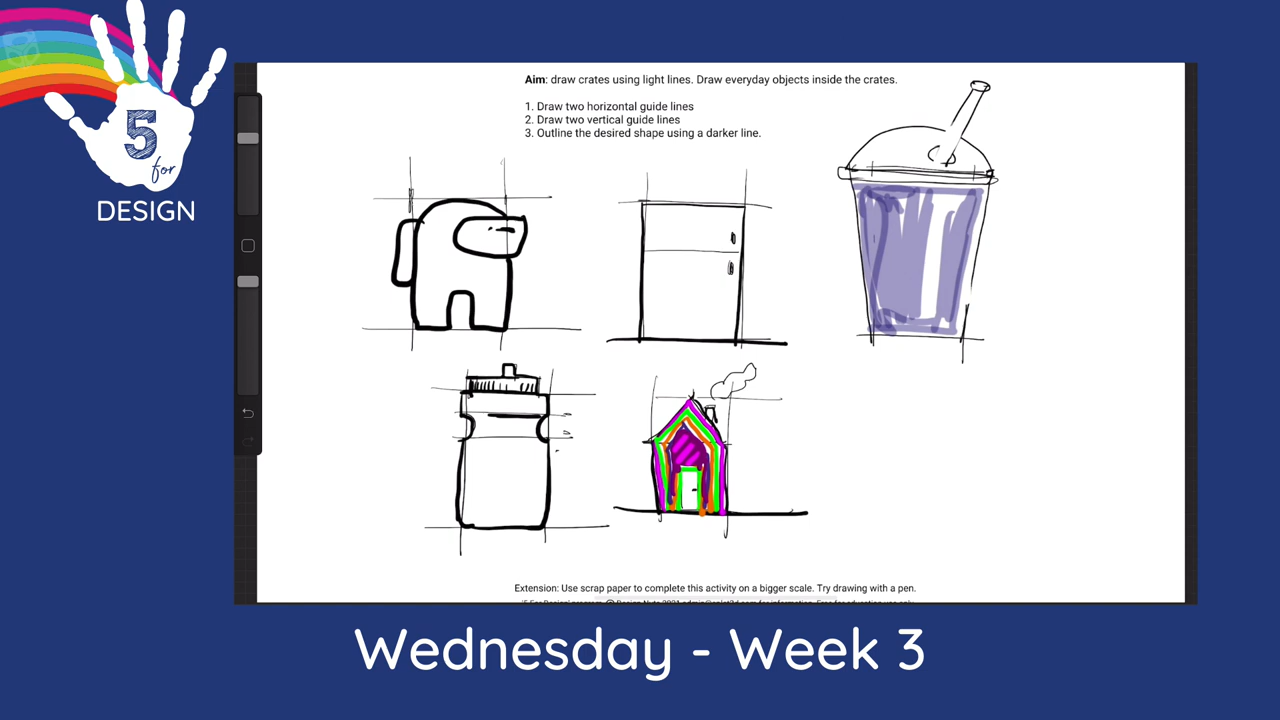 5
for
DESIGN
Aim: draw crates using light lines. Draw everyday objects inside the crates.
1. Draw two horizontal guide lines
2. Draw two vertical guide lines
3. Outline the desired shape using a darker line.
Extension: Use scrap paper to complete this activity on a bigger scale. Try drawing with a pen.
Wednesday - Week 3